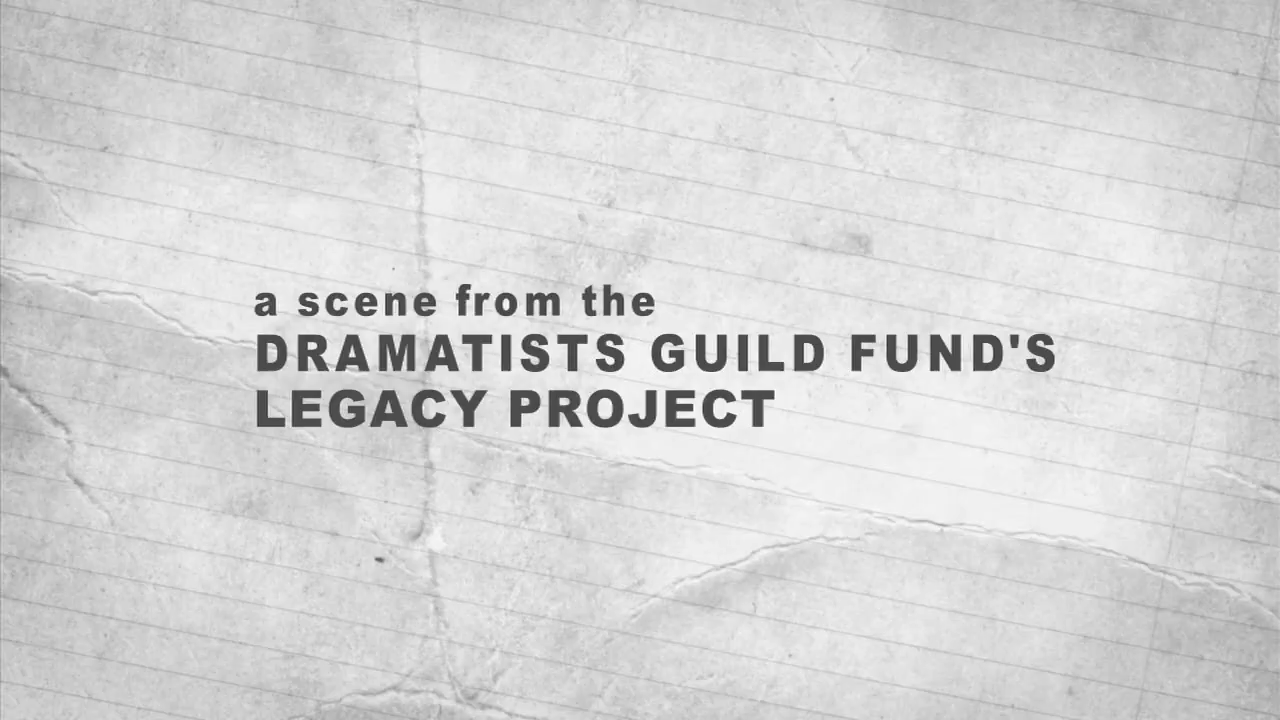 a scene from the
DRAMATISTS GUILD FUND'S
LEGACY PROJECT